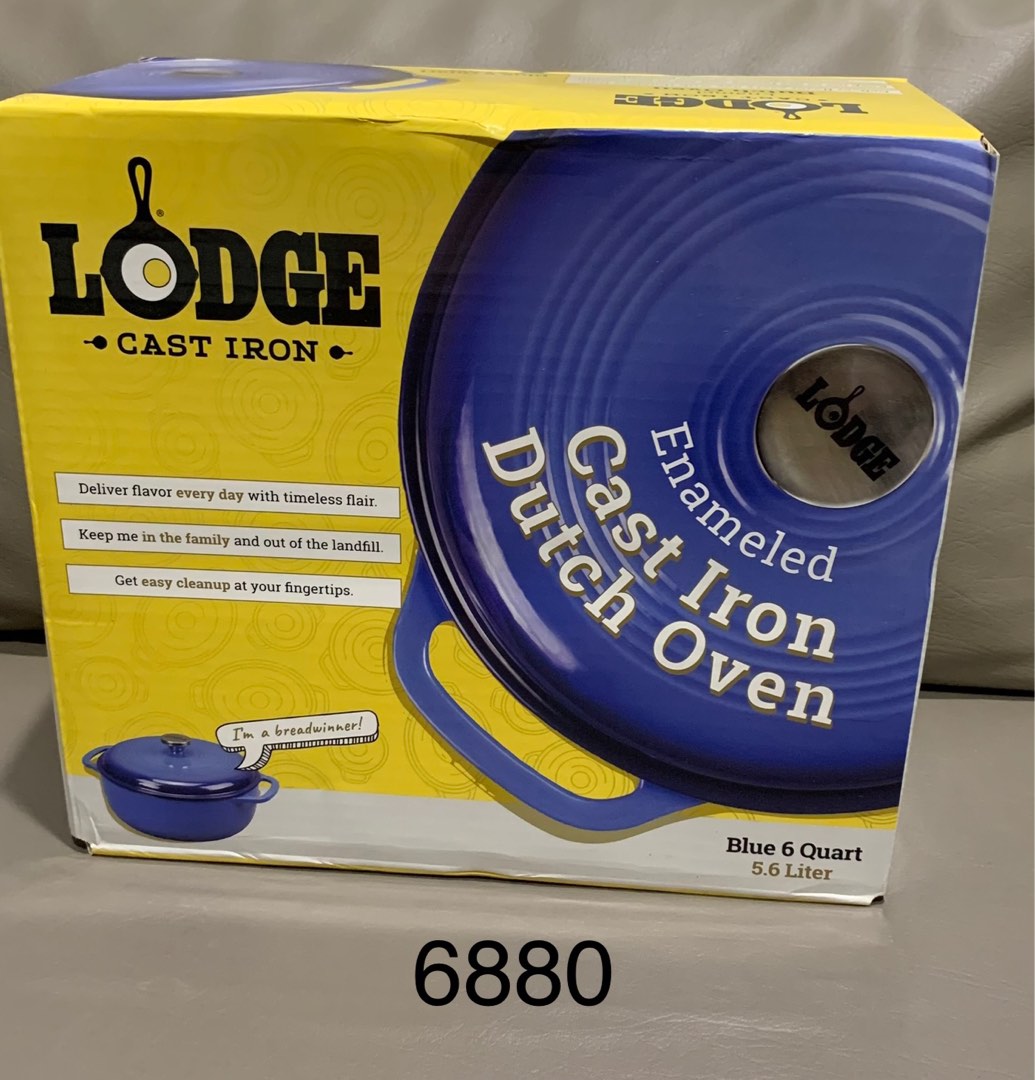 LODGE
LODGE®
CAST IRON
Deliver flavor every day with timeless flair.
Keep me in the family and out of the landfill.
Get easy cleanup at your fingertips.
LODGE
Enameled
Cast Iron
Dutch Oven
I'm a breadwinner!
Blue 6 Quart
5.6 Liter
6880